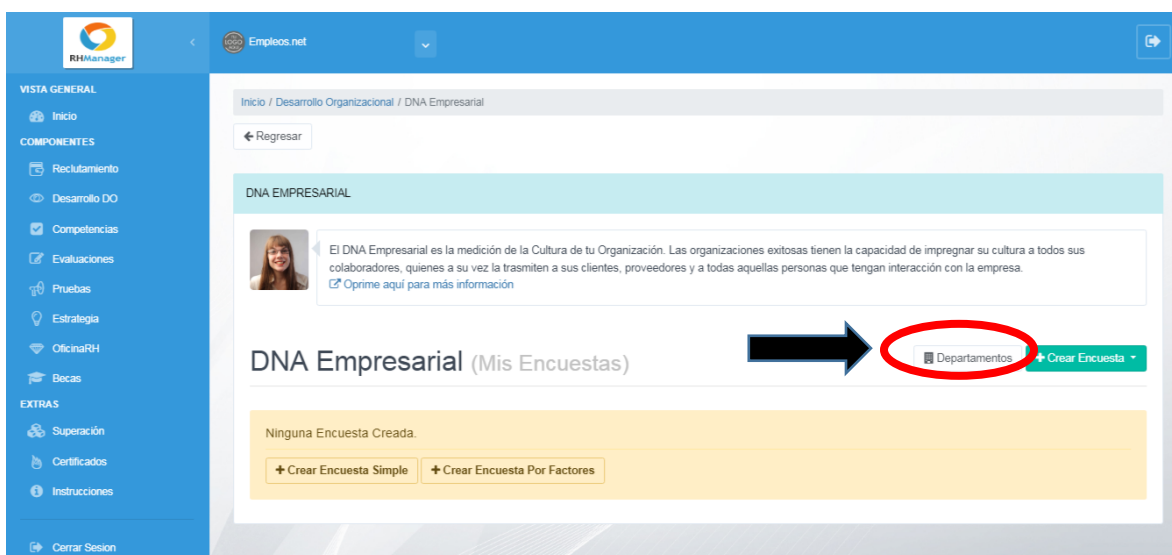 RHManager
Empleos.net
VISTA GENERAL
Inicio
COMPONENTES
Reclutamiento
Desarrollo DO
Competencias
Evaluaciones
Pruebas
Estrategia
OficinaRH
Becas
EXTRAS
Superación
Certificados
Instrucciones
Cerrar Sesion
Inicio / Desarrollo Organizacional / DNA Empresarial
Regresar
DNA EMPRESARIAL
El DNA Empresarial es la medición de la Cultura de tu Organización. Las organizaciones exitosas tienen la capacidad de impregnar su cultura a todos sus
colaboradores, quienes a su vez la trasmiten a sus clientes, proveedores y a todas aquellas personas que tengan interacción con la empresa.
Oprime aquí para más información
DNA Empresarial (Mis Encuestas)
Departamentos
+ Crear Encuesta
Ninguna Encuesta Creada.
+ Crear Encuesta Simple
+ Crear Encuesta Por Factores